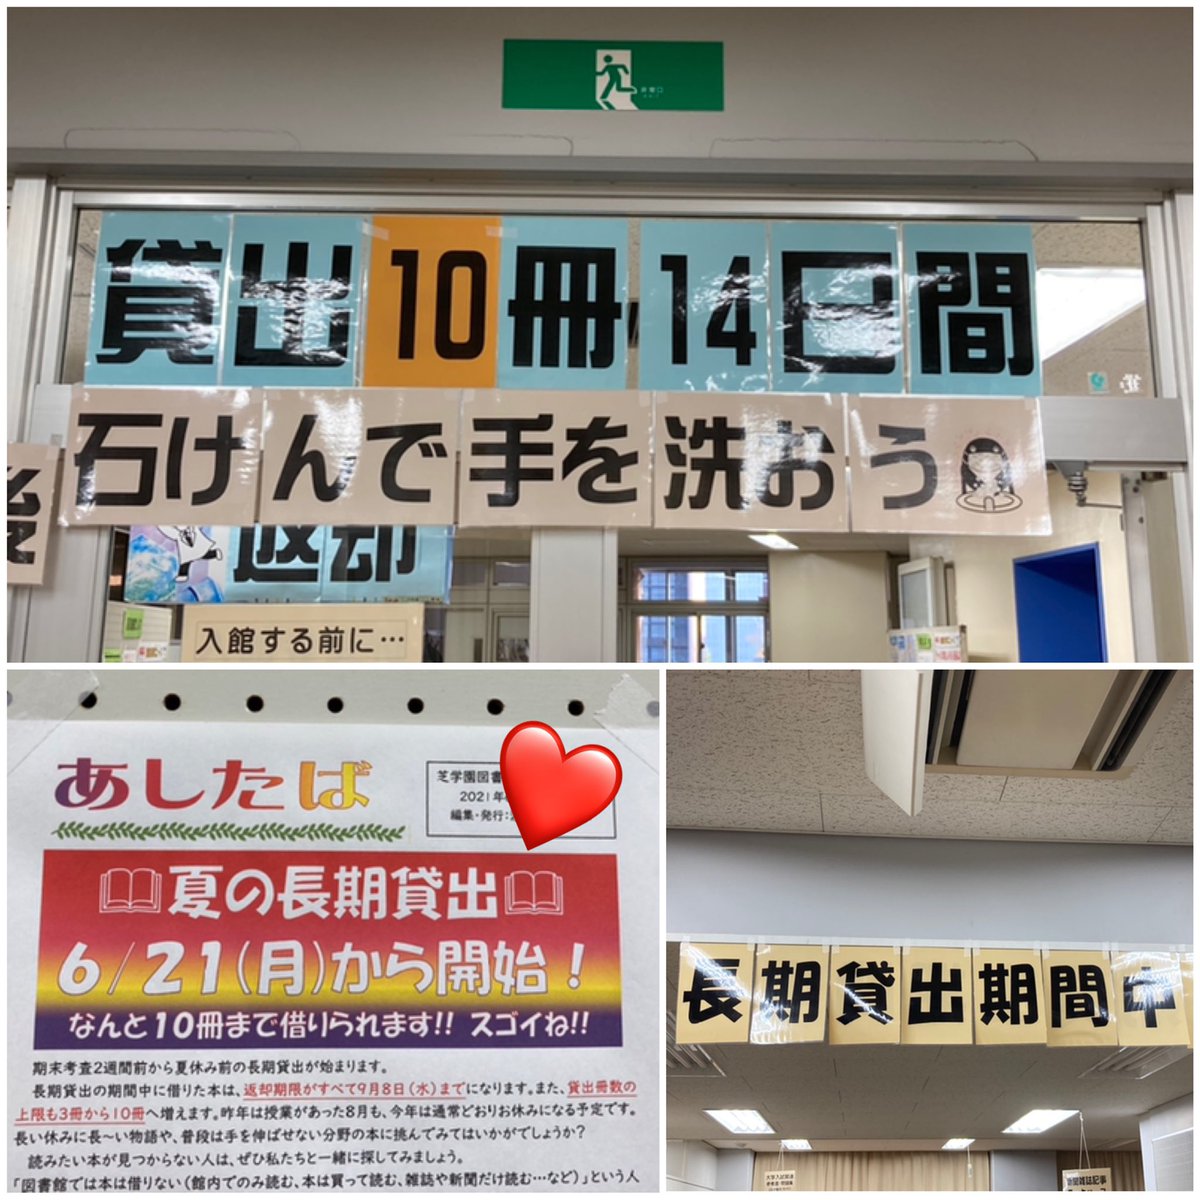 非常口
貸出10冊14日間
石けんで手を洗おう
後
返却
入館する前に…
あしたば
芝学園図書
2021年
編集・発行:
夏の長期貸出
6/21(月)から開始!
なんと10冊まで借りられます!! スゴイね!!
期末考査2週間前から夏休み前の長期貸出が始まります。
長期貸出の期間中に借りた本は、返却期限がすべて9月8日(水)までになります。また、貸出冊数の
上限も3冊から10冊へ増えます。昨年は授業があった8月も、今年は通常どおりお休みになる予定です。
長い休みに長~い物語や、普段は手を伸ばせない分野の本に挑んでみてはいかがでしょうか?
読みたい本が見つからない人は、ぜひ私たちと一緒に探してみましょう。
「図書館では本は借りない(館内でのみ読む、本は買って読む、雑誌や新聞だけ読む…など)」という人
長期貸出期間中
新聞雑誌記事